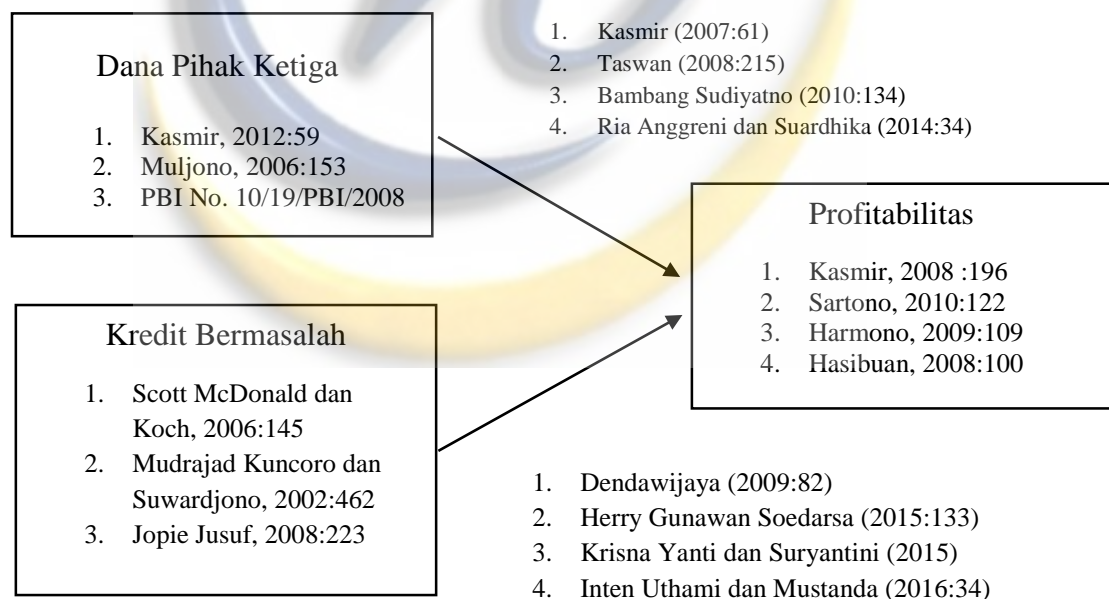 Dana Pihak Ketiga
1. Kasmir, 2012:59
2. Muljono, 2006:153
3. PBI No. 10/19/PBI/2008
1. Kasmir (2007:61)
2. Taswan (2008:215)
3. Bambang Sudiyatno (2010:134)
4. Ria Anggreni dan Suardhika (2014:34)
Profitabilitas
1. Kasmir, 2008 :196
2. Sartono, 2010:122
3. Harmono, 2009:109
4. Hasibuan, 2008:100
Kredit Bermasalah
1. Scott McDonald dan
Koch, 2006:145
2. Mudrajad Kuncoro dan
Suwardjono, 2002:462
3. Jopie Jusuf, 2008:223
1. Dendawijaya (2009:82)
2. Herry Gunawan Soedarsa (2015:133)
3. Krisna Yanti dan Suryantini (2015)
4. Inten Uthami dan Mustanda (2016:34)